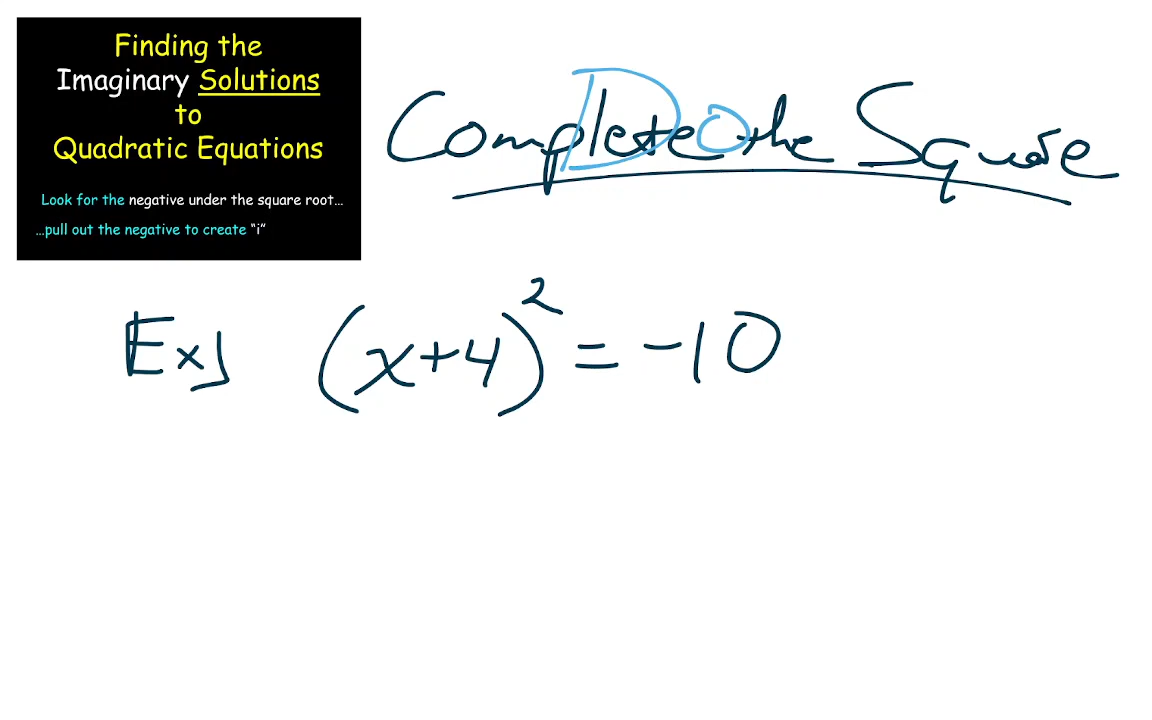 Finding the
Imaginary Solutions
to
Quadratic Equations
Look for the negative under the square root...
...pull out the negative to create "i"
Complete the Square
DO
Ex] (x+4)² = -10